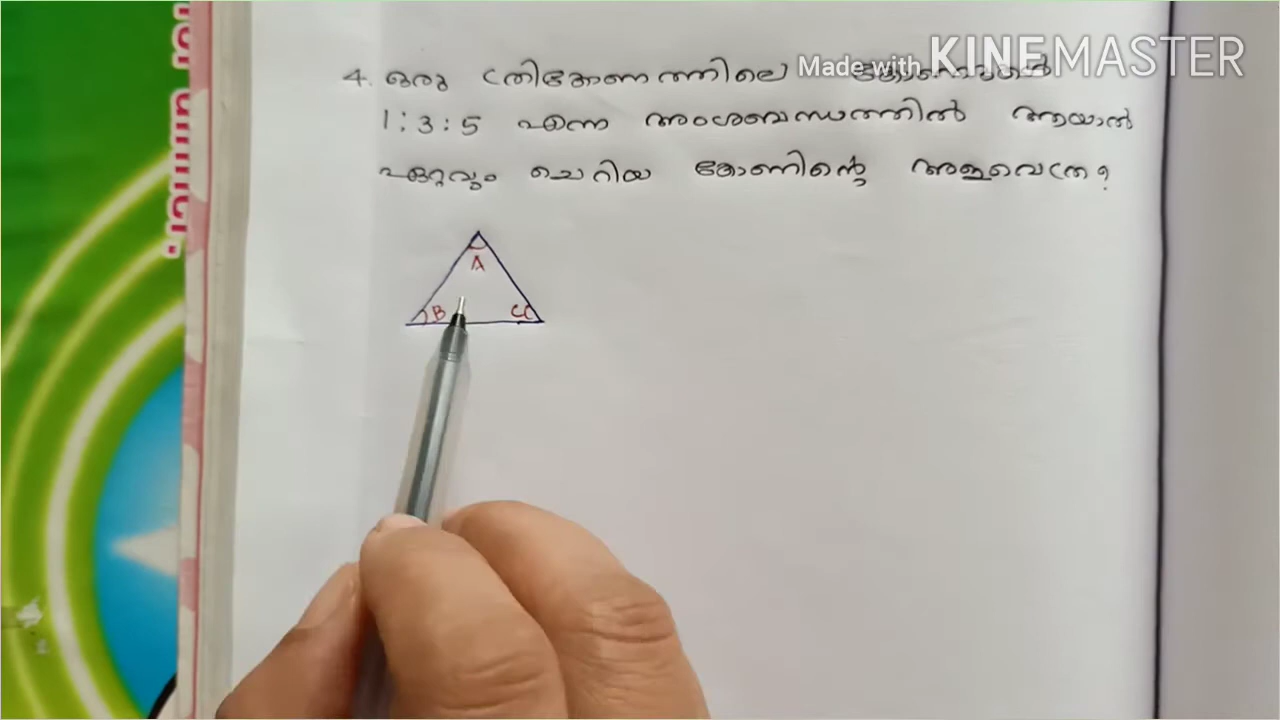 Made with KINEMASTER
4. ഒരു ത്രികോണത്തിലെ
1:3:5 എന്ന അംശബന്ധത്തിൽ ആയാൽ
ഏറ്റവും ചെറിയ കോണിന്റെ അളവെത്ര?
A
B C